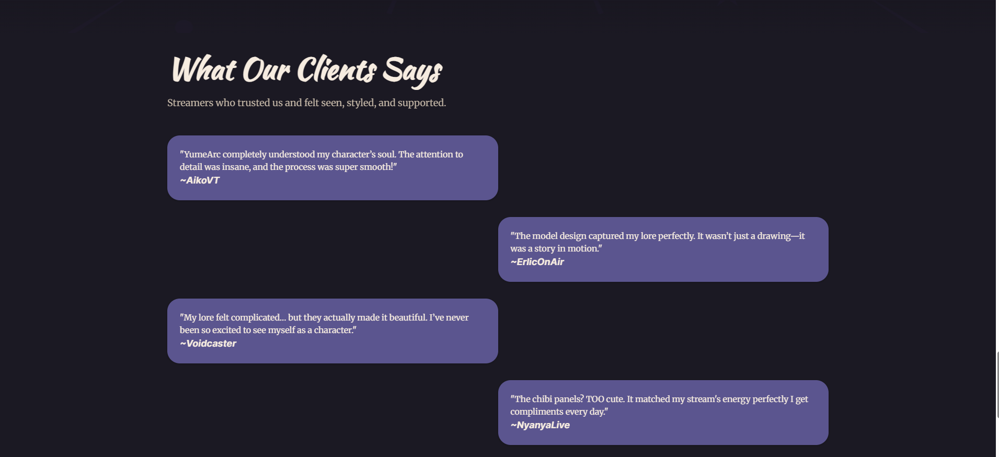 What Our Clients Says
Streamers who trusted us and felt seen, styled, and supported.
"YumeArc completely understood my character’s soul. The attention to
detail was insane, and the process was super smooth!"
~AikoVT
"The model design captured my lore perfectly. It wasn’t just a drawing—it
was a story in motion."
~ErlicOnAir
"My lore felt complicated... but they actually made it beautiful. I’ve never
been so excited to see myself as a character."
~Voidcaster
"The chibi panels? TOO cute. It matched my stream's energy perfectly I get
compliments every day."
~NyanyaLive